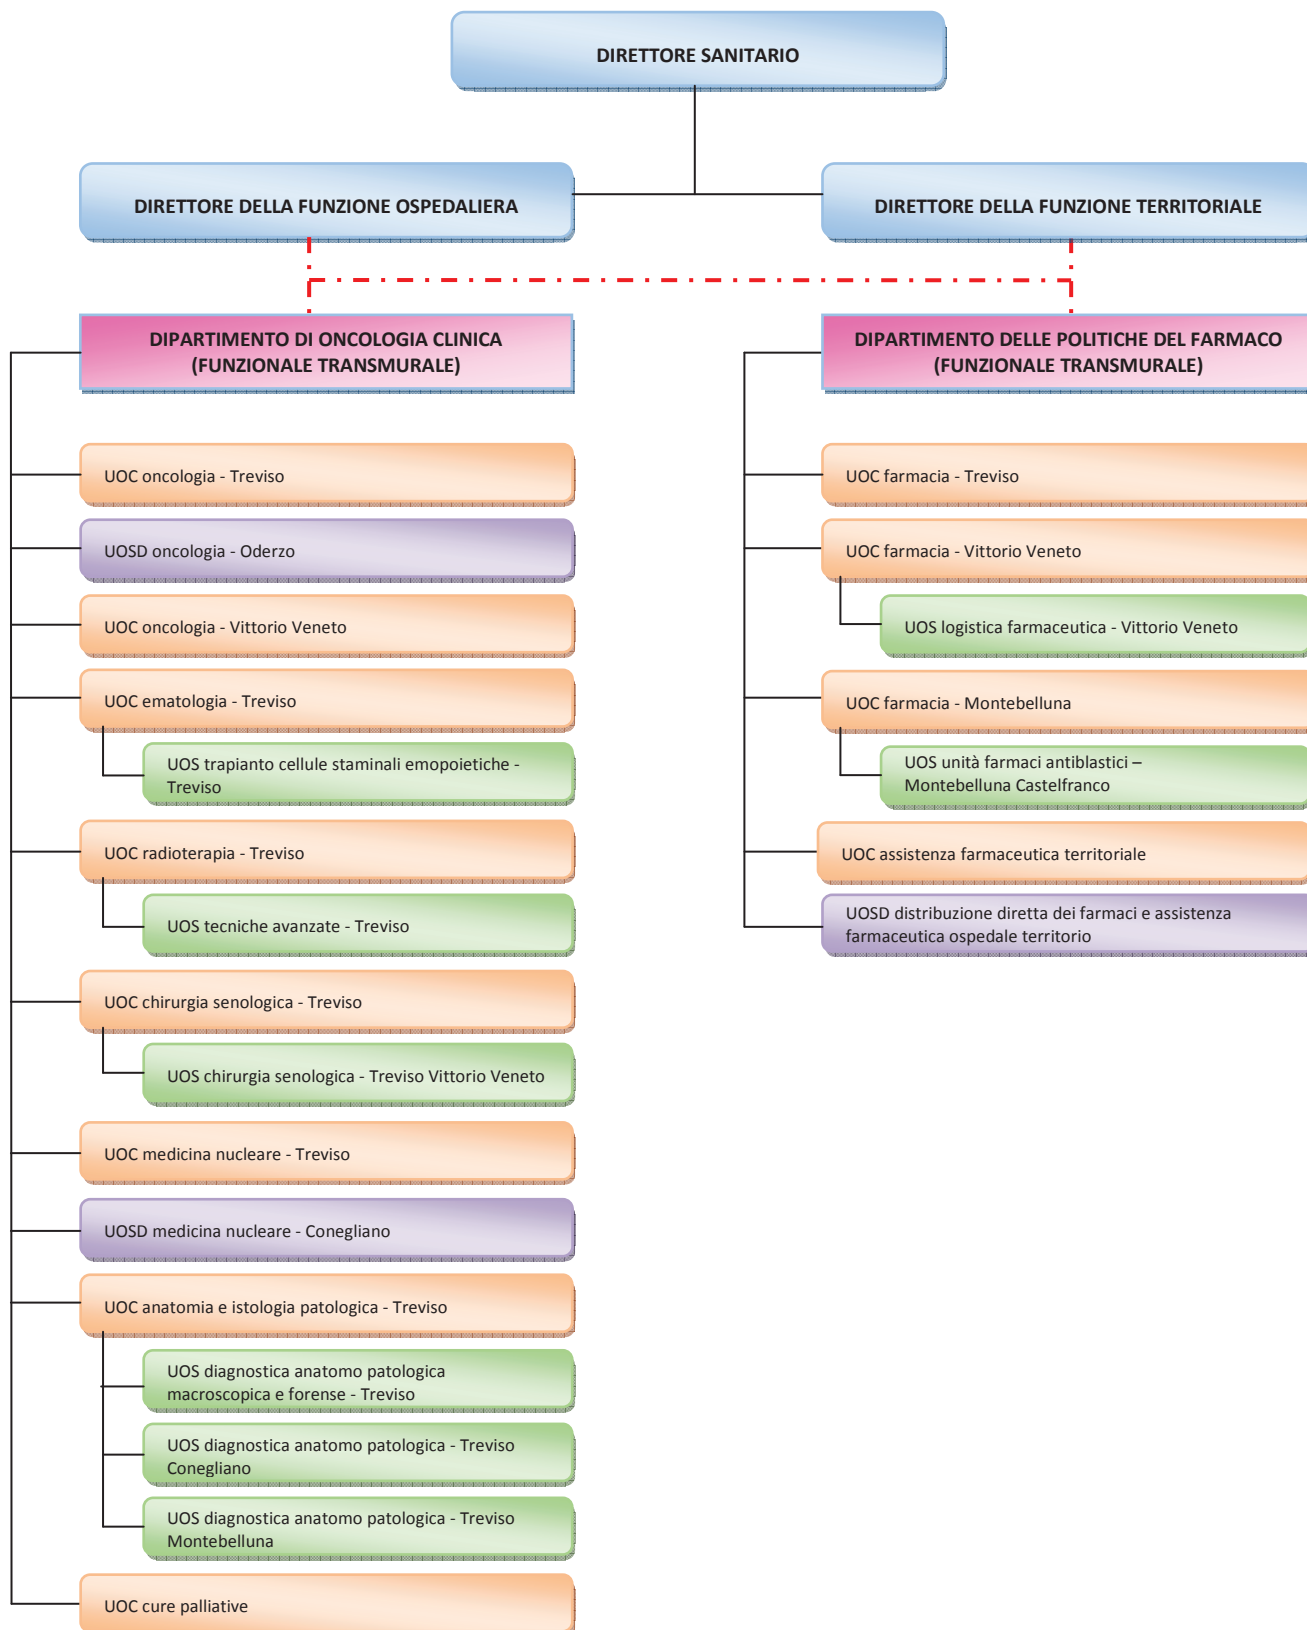 DIRETTORE SANITARIO
DIRETTORE DELLA FUNZIONE OSPEDALIERA
DIRETTORE DELLA FUNZIONE TERRITORIALE
DIPARTIMENTO DI ONCOLOGIA CLINICA
(FUNZIONALE TRANSMURALE)
UOC oncologia - Treviso
UOSD oncologia - Oderzo
UOC oncologia - Vittorio Veneto
UOC ematologia - Treviso
UOS trapianto cellule staminali emopoietiche -
Treviso
UOC radioterapia - Treviso
UOS tecniche avanzate - Treviso
UOC chirurgia senologica - Treviso
UOS chirurgia senologica - Treviso Vittorio Veneto
UOC medicina nucleare - Treviso
UOSD medicina nucleare - Conegliano
UOC anatomia e istologia patologica - Treviso
UOS diagnostica anatomo patologica
macroscopica e forense - Treviso
UOS diagnostica anatomo patologica - Treviso
Conegliano
UOS diagnostica anatomo patologica - Treviso
Montebelluna
UOC cure palliative
DIPARTIMENTO DELLE POLITICHE DEL FARMACO
(FUNZIONALE TRANSMURALE)
UOC farmacia - Treviso
UOC farmacia - Vittorio Veneto
UOS logistica farmaceutica - Vittorio Veneto
UOC farmacia - Montebelluna
UOS unità farmaci antiblastici –
Montebelluna Castelfranco
UOC assistenza farmaceutica territoriale
UOSD distribuzione diretta dei farmaci e assistenza
farmaceutica ospedale territorio